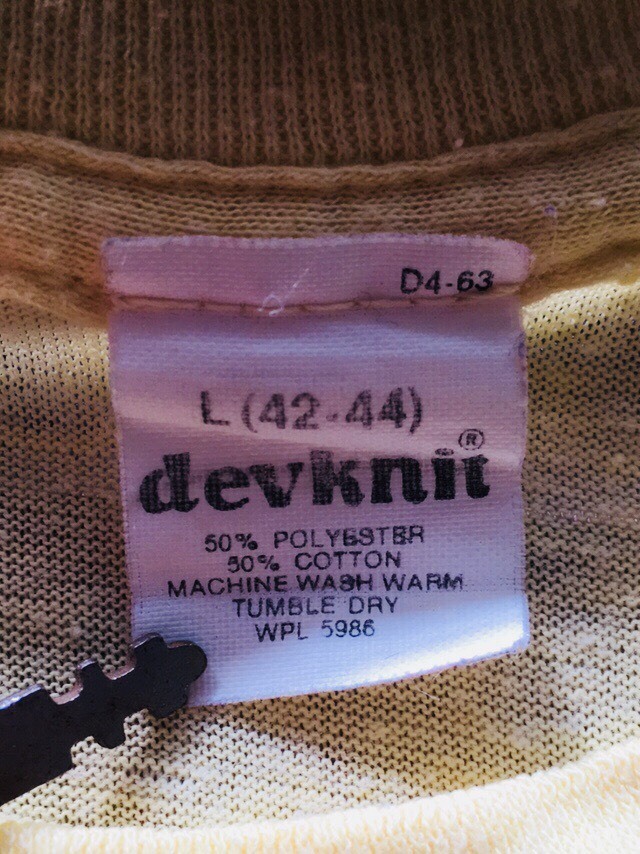 D4-63
L (42-44)
devknit®
50% POLYESTER
50% COTTON
MACHINE WASH WARM
TUMBLE DRY
WPL 5986